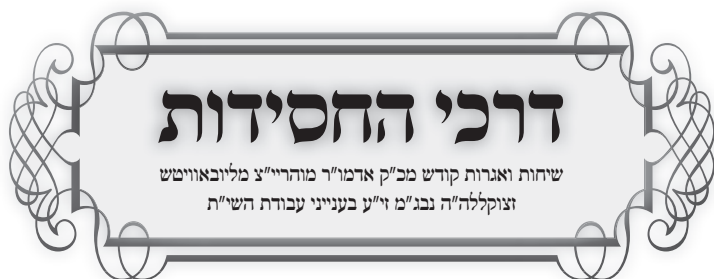 דרכי החסידות
שיחות ואגרות קודש מכ"ק אדמו"ר מוהריי"צ מליובאוויטש
זצוקללה"ה נבג"מ זי"ע בענייני עבודת השי"ת